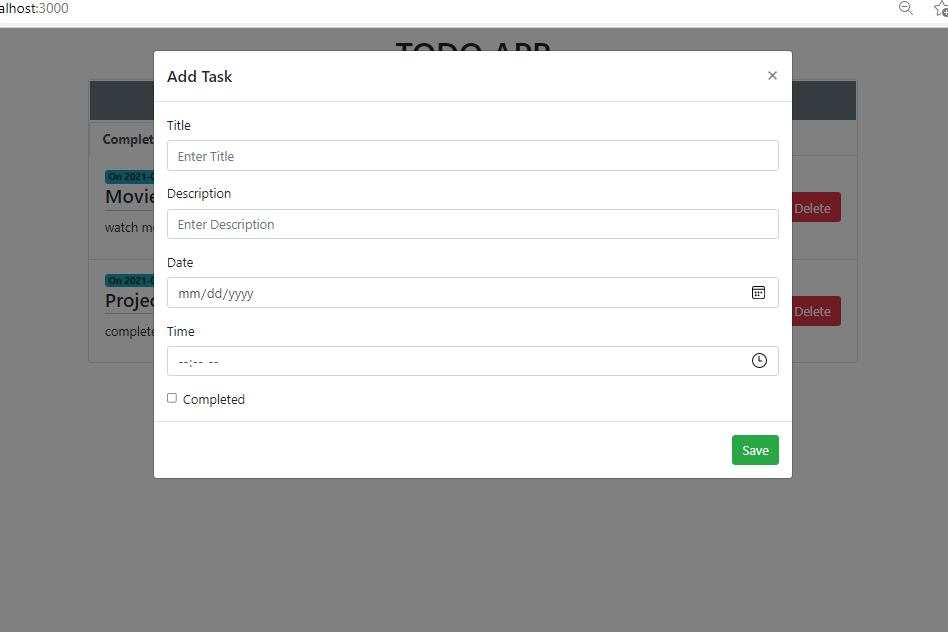 alhost:3000
TODO APP
Add Task
×
Title
Enter Title
Description
Enter Description
Date
mm/dd/yyyy
Time
--:-- --
Completed
Save
Complet
On 2021-0
Movie
watch m
Delete
On 2021-0
Projec
complete
Delete